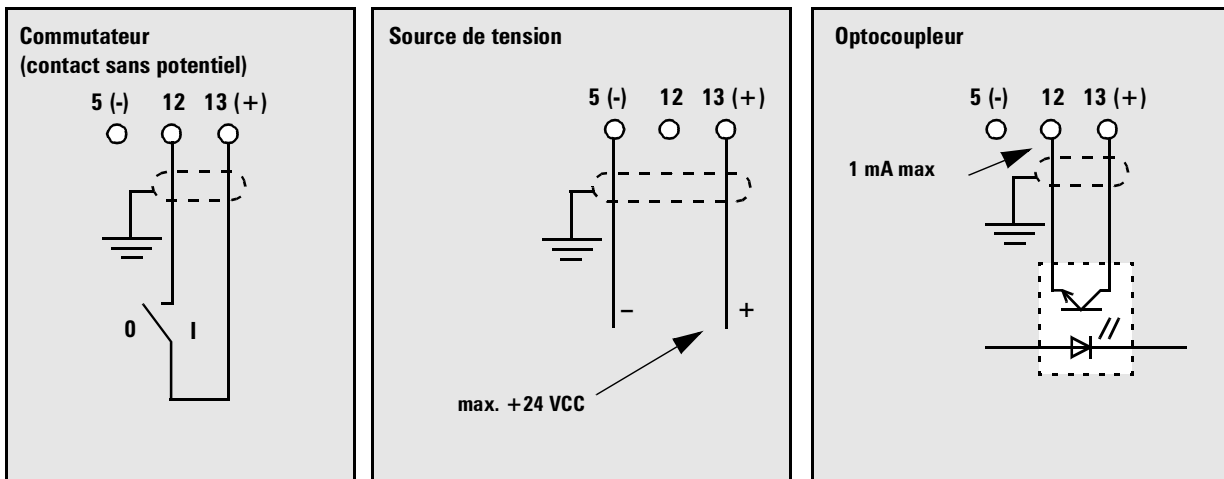 Commutateur
(contact sans potentiel)
5 (-) 12 13 (+)
0 I
Source de tension
5 (-) 12 13 (+)
– +
max. +24 VCC
Optocoupleur
5 (-) 12 13 (+)
1 mA max